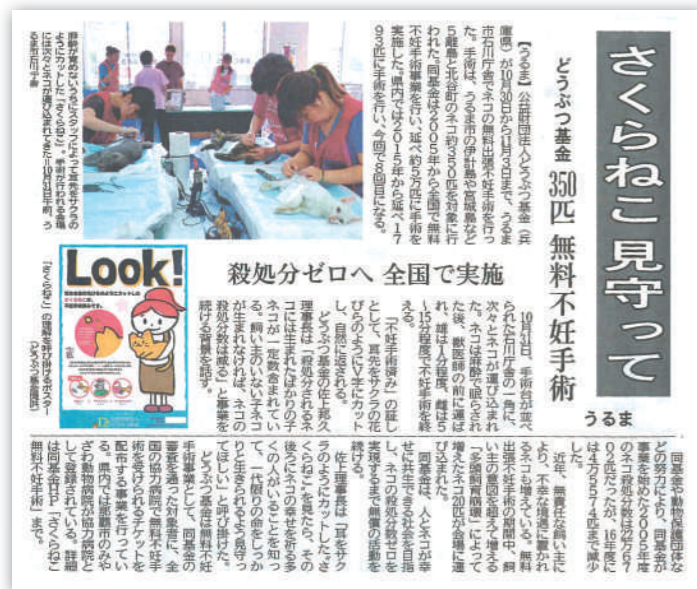 さくらねこ 見守って
どうぶつ基金 350匹 無料不妊手術
うるま
【うるま】公益財団法人どうぶつ基金（兵
庫県）が10月30日から11月3日まで、うるま
市石川庁舎でネコの無料出張不妊手術を行っ
た。手術は、うるま市の伊計島や宮城島など
5離島と北谷町のネコ約350匹を対象に行
われた。同基金は2005年から全国で無料
不妊手術事業を行い、延べ約5万匹に手術を
実施した。県内では2015年から延べ17
93匹に手術を行い、今回で8回目になる。
麻酔が覚めないうちにスタッフによって耳先をサクラの
ようにカットした「さくらねこ」。手術が行われる会場
には次々とネコが運び込まれてきた＝10月31日午前、う
るま市石川庁舎
殺処分ゼロへ 全国で実施
10月31日、手術台が並べ
られた石川庁舎の一角に、
次々とネコが運び込まれ
た。ネコは麻酔で眠らされ
た後、獣医師の前に運ば
れ、雄は1分程度、雌は5
～15分程度で不妊手術を終
える。
「不妊手術済み」の証し
として、耳先をサクラの花
びらのようにV字にカット
し、自然に返される。
どうぶつ基金の佐上邦久
理事長は「殺処分されるネ
コには生まれたばかりの子
ネコが一定数含まれてい
る。飼い主のいない子ネコ
が生まれなければ、ネコの
殺処分数は減る」と事業を
続ける背景を話す。
Look!
「さくらねこ」の理解を呼び掛けるポスター
（どうぶつ基金提供）
同基金や動物保護団体な
どの努力により、同基金が
事業を始めた2005年度
のネコ殺処分数は22万67
02匹だったが、16年度に
は4万5574匹まで減少
した。
近年、無責任な飼い主に
より、不幸な境遇に置かれ
るネコも増えている。無料
出張不妊手術の期間中、飼
い主の意図を超えて増える
「多頭飼育崩壊」によって
増えたネコ20匹が会場に運
び込まれた。
同基金は、人とネコが幸
せに共生できる社会を目指
し、ネコの殺処分数ゼロを
実現するまで無償の活動を
続ける。
佐上理事長は「耳をサク
ラのようにカットした『さ
くらねこ』を見たら、その
後ろにネコの幸せを祈る多
くの人がいることを知っ
て、一代限りの命をしっか
りと生きられるよう見守っ
てほしい」と呼び掛けた。
どうぶつ基金は無料不妊
手術事業として、同基金の
審査を通った対象者に、全
国の協力病院で無料不妊手
術を受けられるチケットを
配布する事業を行ってい
る。県内では那覇市のみや
ざわ動物病院が協力病院と
して登録されている。詳細
は同基金HP「さくらねこ
無料不妊手術」まで。